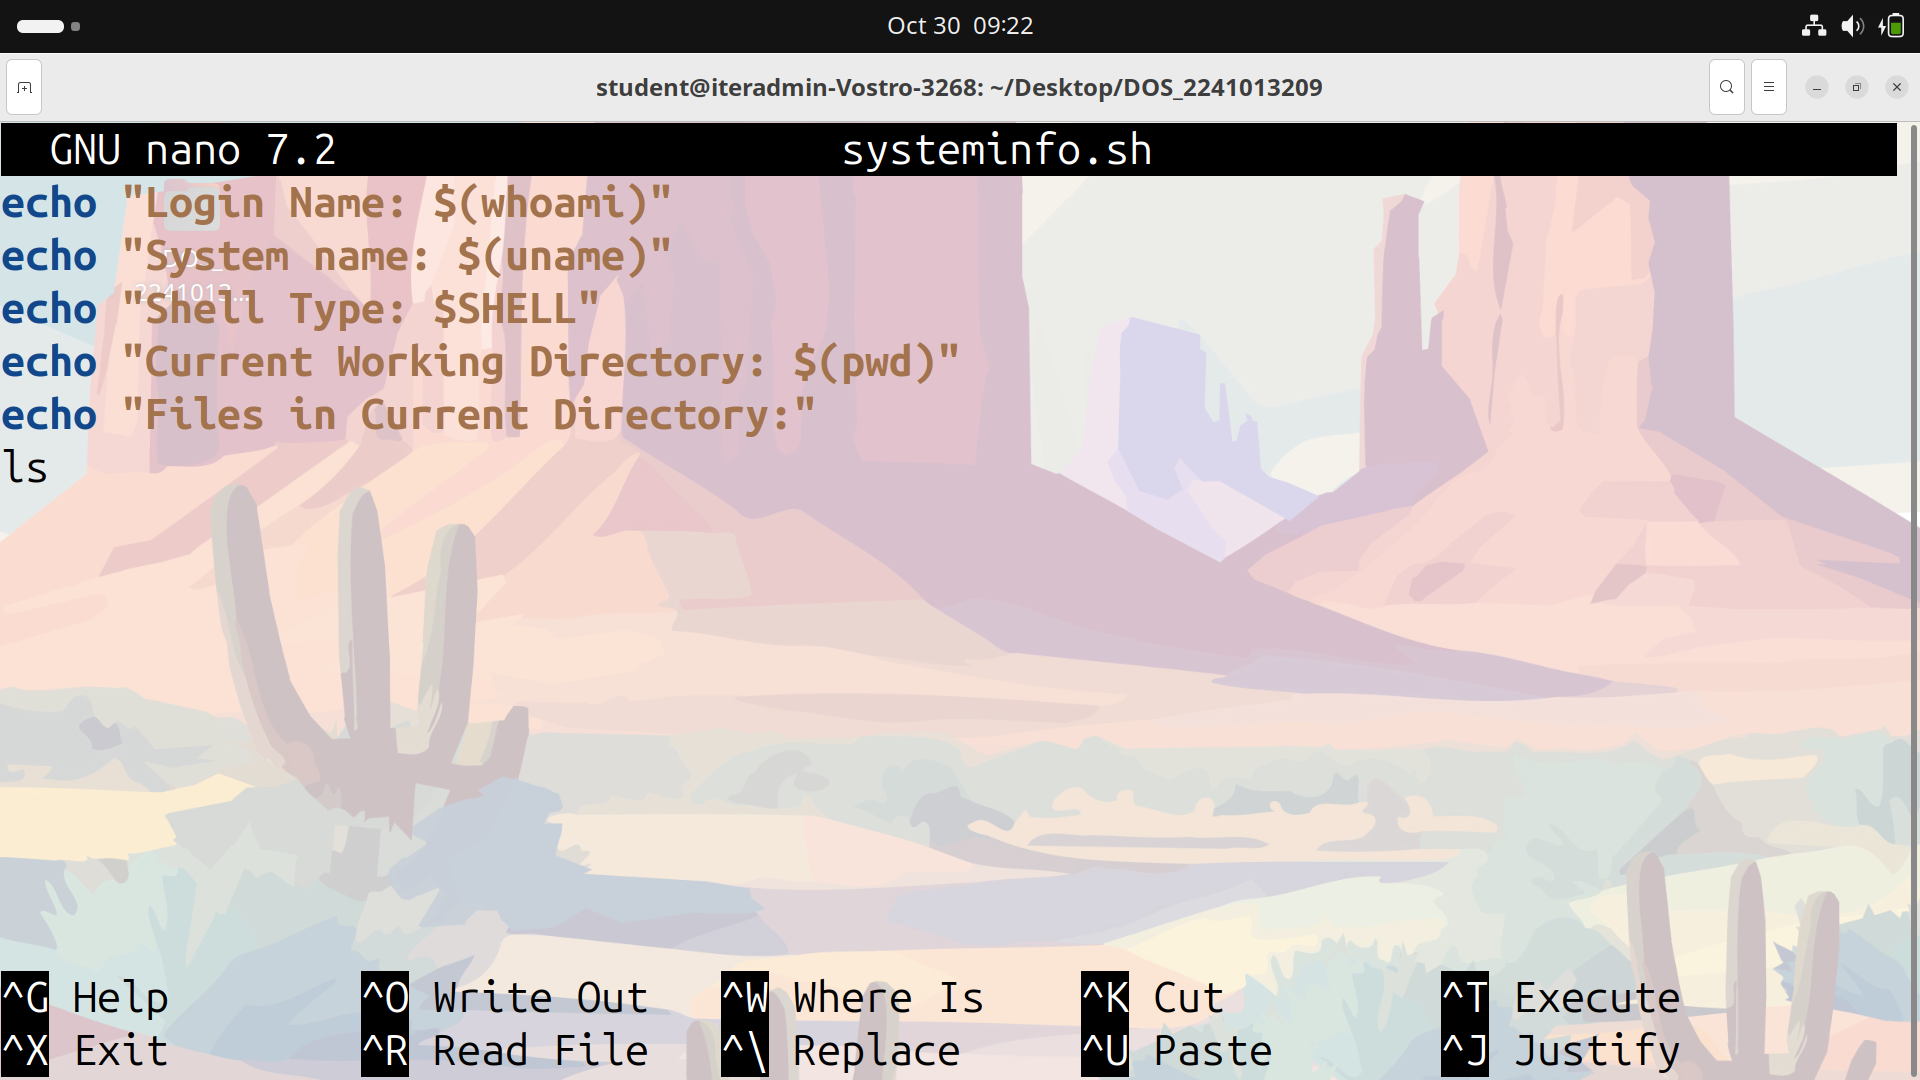 Oct 30 09:22
student@iteradmin-Vostro-3268: ~/Desktop/DOS_2241013209
GNU nano 7.2 systeminfo.sh
echo "Login Name: $(whoami)"
echo "System name: $(uname)"
DOS_
2241013...
echo "Shell Type: $SHELL"
echo "Current Working Directory: $(pwd)"
echo "Files in Current Directory:"
ls
^G Help ^O Write Out ^W Where Is ^K Cut ^T Execute
^X Exit ^R Read File ^\ Replace ^U Paste ^J Justify